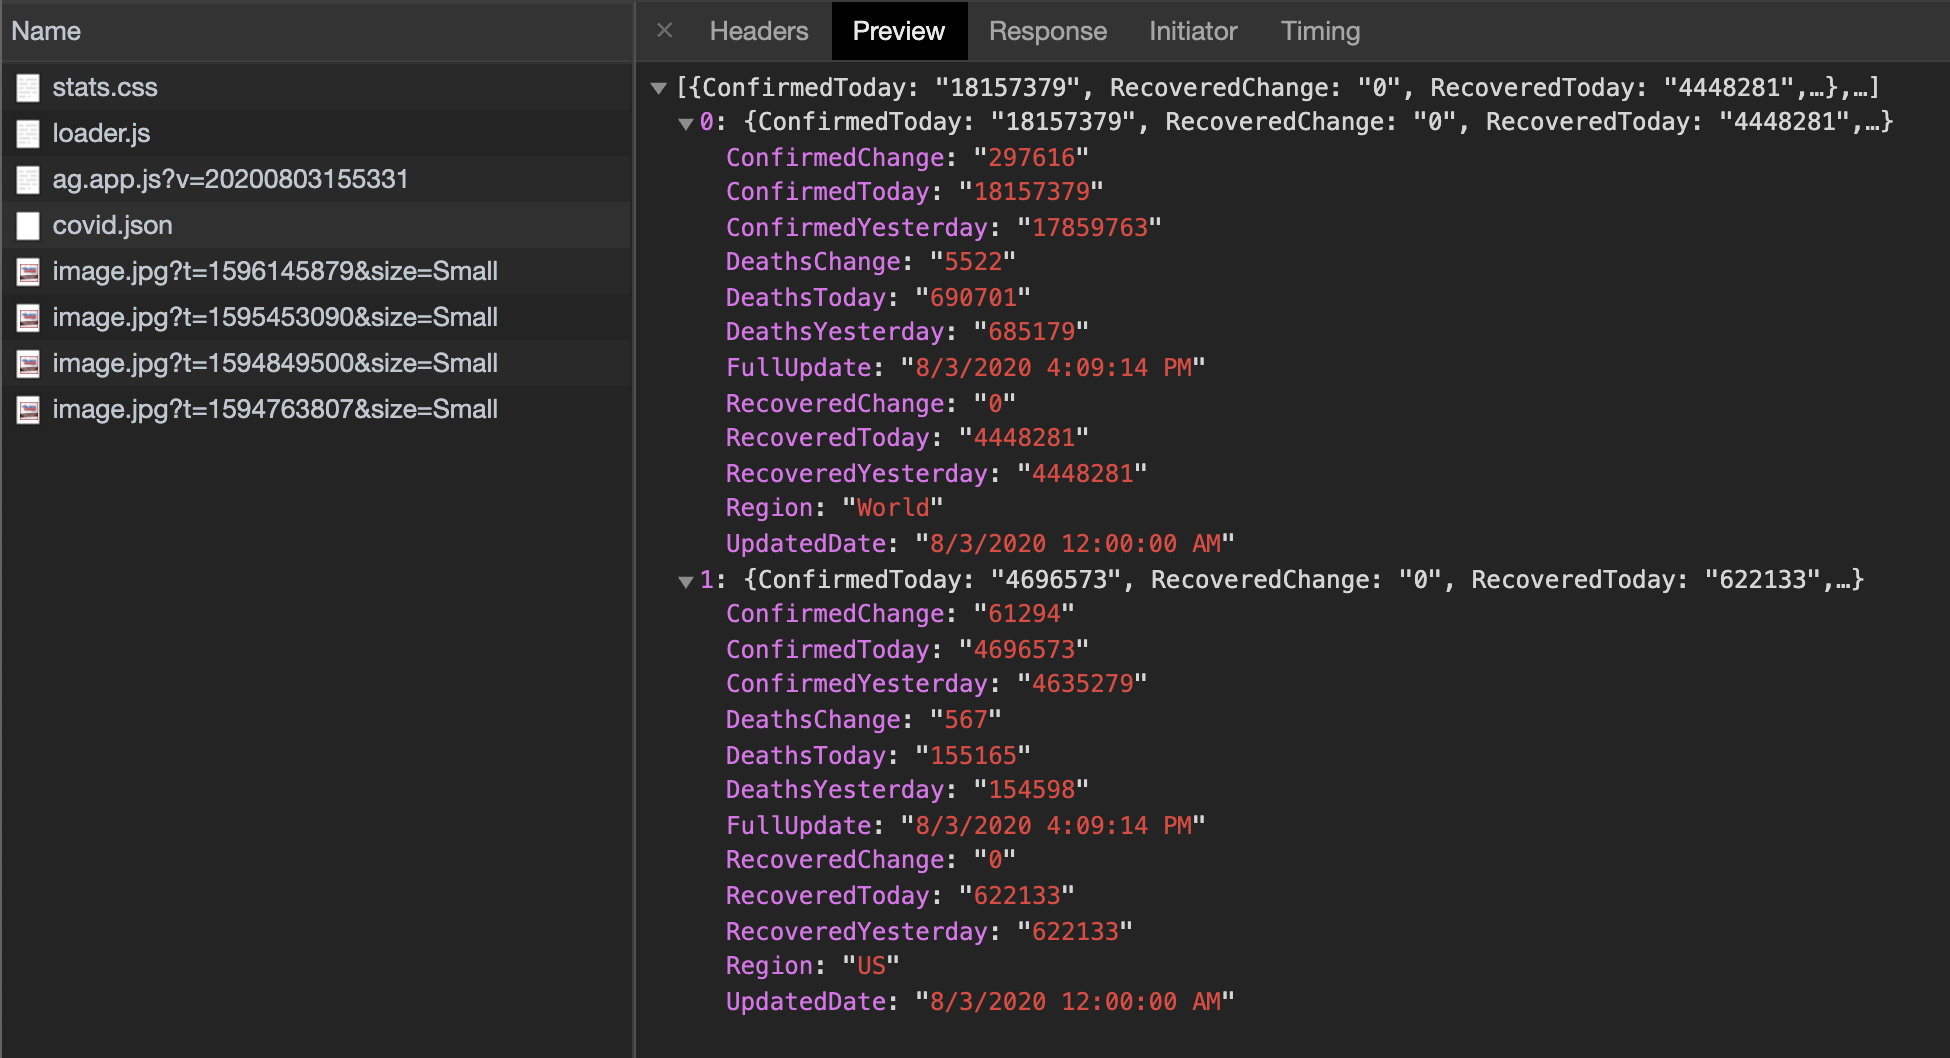 Name
stats.css
loader.js
ag.app.js?v=20200803155331
covid.json
image.jpg?t=1596145879&size=Small
image.jpg?t=1595453090&size=Small
image.jpg?t=1594849500&size=Small
image.jpg?t=1594763807&size=Small
× Headers Preview Response Initiator Timing
▼[{ConfirmedToday: "18157379", RecoveredChange: "0", RecoveredToday: "4448281",…},…]
▼0: {ConfirmedToday: "18157379", RecoveredChange: "0", RecoveredToday: "4448281",…}
ConfirmedChange: "297616"
ConfirmedToday: "18157379"
ConfirmedYesterday: "17859763"
DeathsChange: "5522"
DeathsToday: "690701"
DeathsYesterday: "685179"
FullUpdate: "8/3/2020 4:09:14 PM"
RecoveredChange: "0"
RecoveredToday: "4448281"
RecoveredYesterday: "4448281"
Region: "World"
UpdatedDate: "8/3/2020 12:00:00 AM"
▼1: {ConfirmedToday: "4696573", RecoveredChange: "0", RecoveredToday: "622133",…}
ConfirmedChange: "61294"
ConfirmedToday: "4696573"
ConfirmedYesterday: "4635279"
DeathsChange: "567"
DeathsToday: "155165"
DeathsYesterday: "154598"
FullUpdate: "8/3/2020 4:09:14 PM"
RecoveredChange: "0"
RecoveredToday: "622133"
RecoveredYesterday: "622133"
Region: "US"
UpdatedDate: "8/3/2020 12:00:00 AM"